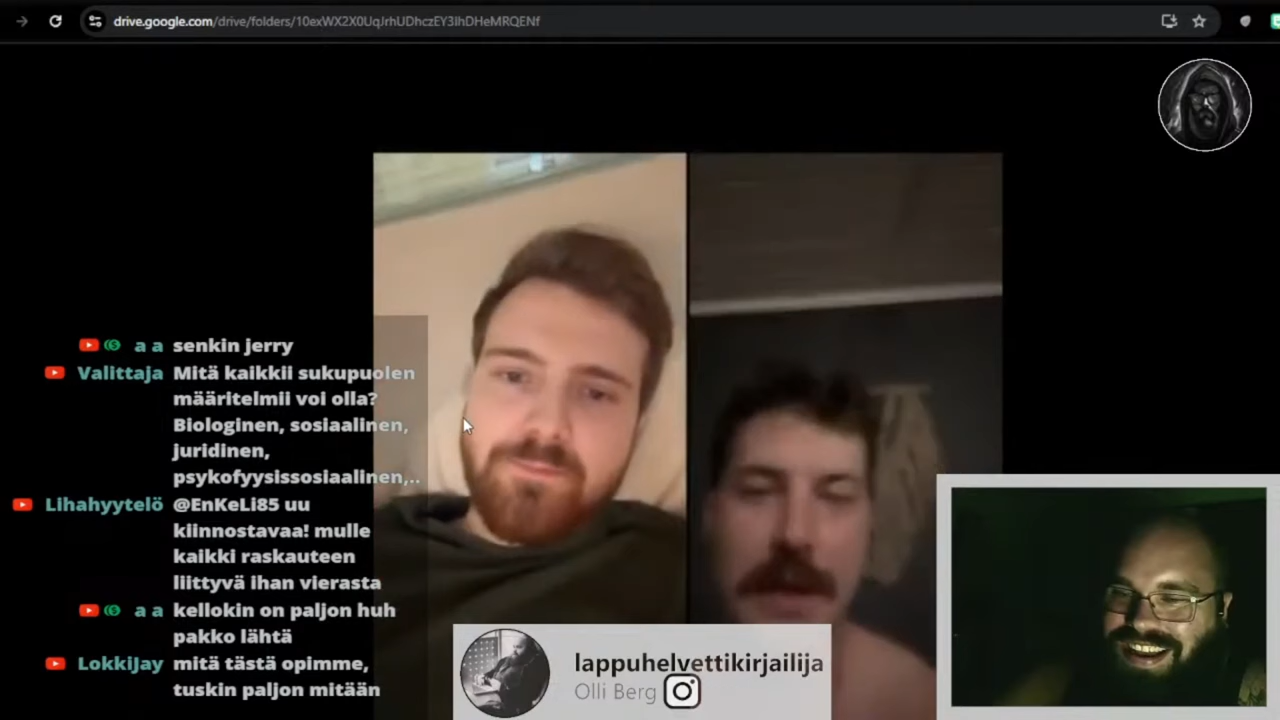 drive.google.com/drive/folders/10exWX2X0UqJrhUDhczEY3IhDHeMRQENf
a a senkin jerry
Valittaja Mitä kaikkii sukupuolen
määritelmii voi olla?
Biologinen, sosiaalinen,
juridinen,
psykofyysissosiaalinen,..
Lihahyytelö @EnKeLi85 uu
kiinnostavaa! mulle
kaikki raskauteen
liittyvä ihan vierasta
a a kellokin on paljon huh
pakko lähtä
LokkiJay mitä tästä opimme,
tuskin paljon mitään
lappuhelvettikirjailija
Olli Berg